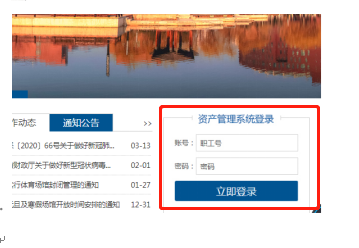 作动态 通知公告 >>
〔2020〕66号关于做好新冠肺... 03-13
财政厅关于做好新型冠状病毒... 02-01
行体育场馆封闭管理的通知 01-27
及寒假场馆开放时间安排的通知 12-31
资产管理系统登录
账号： 职工号
密码： 密码
立即登录